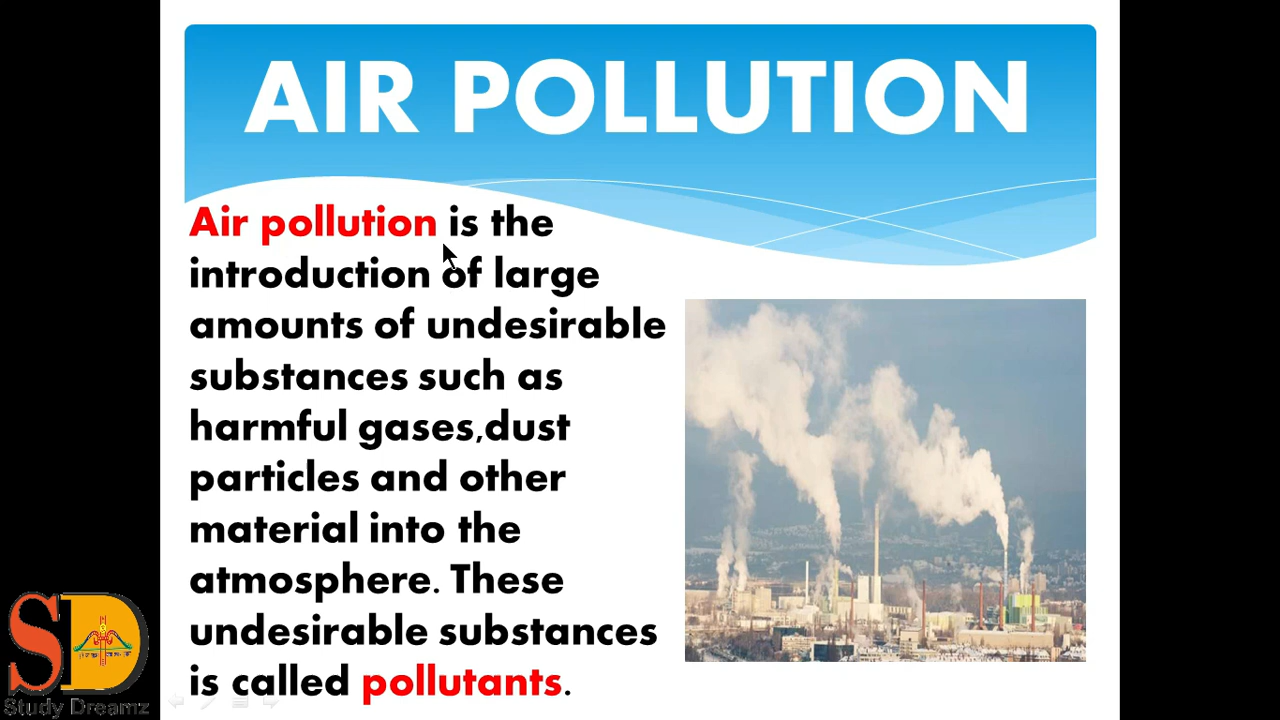 AIR POLLUTION
Air pollution is the
introduction of large
amounts of undesirable
substances such as
harmful gases,dust
particles and other
material into the
atmosphere. These
undesirable substances
is called pollutants.
SD
Study Dreamz